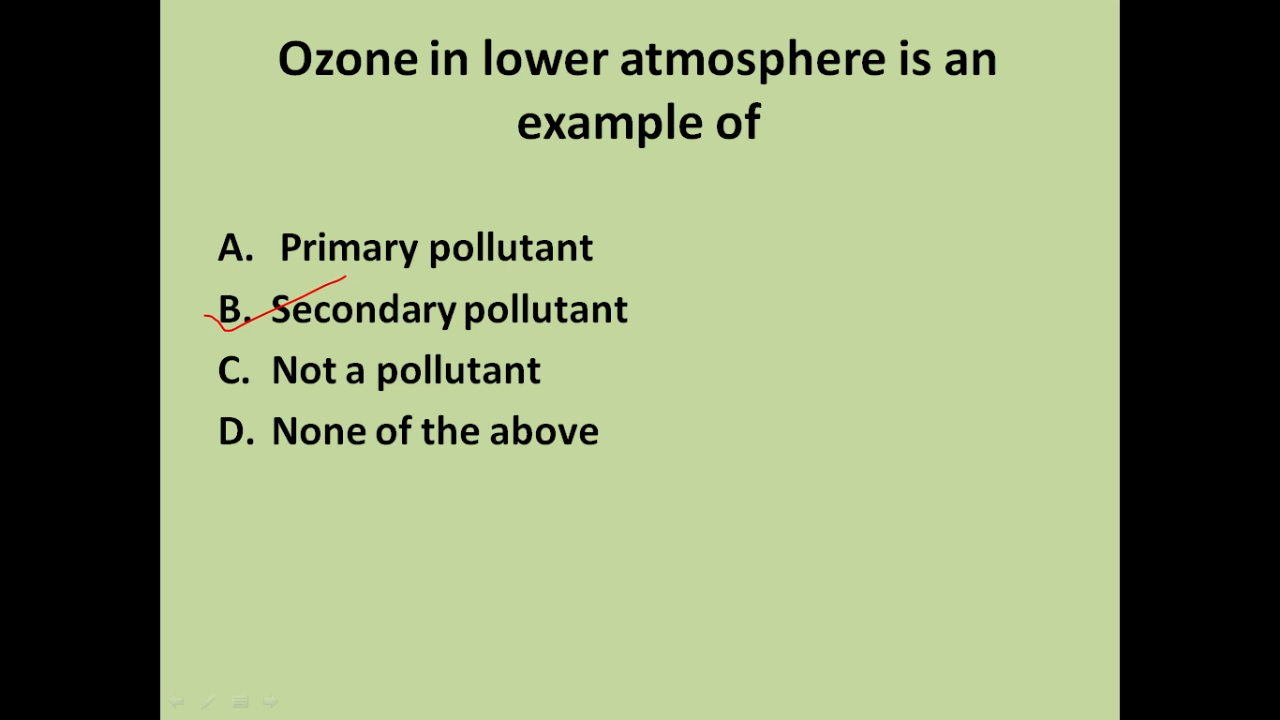 Ozone in lower atmosphere is an
example of
A. Primary pollutant
B. Secondary pollutant
C. Not a pollutant
D. None of the above